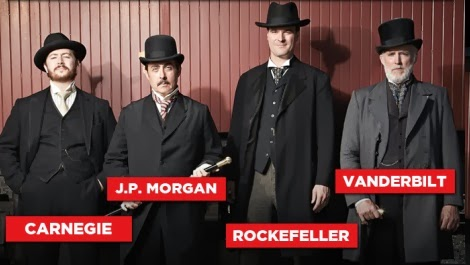 CARNEGIE
J.P. MORGAN
ROCKEFELLER
VANDERBILT